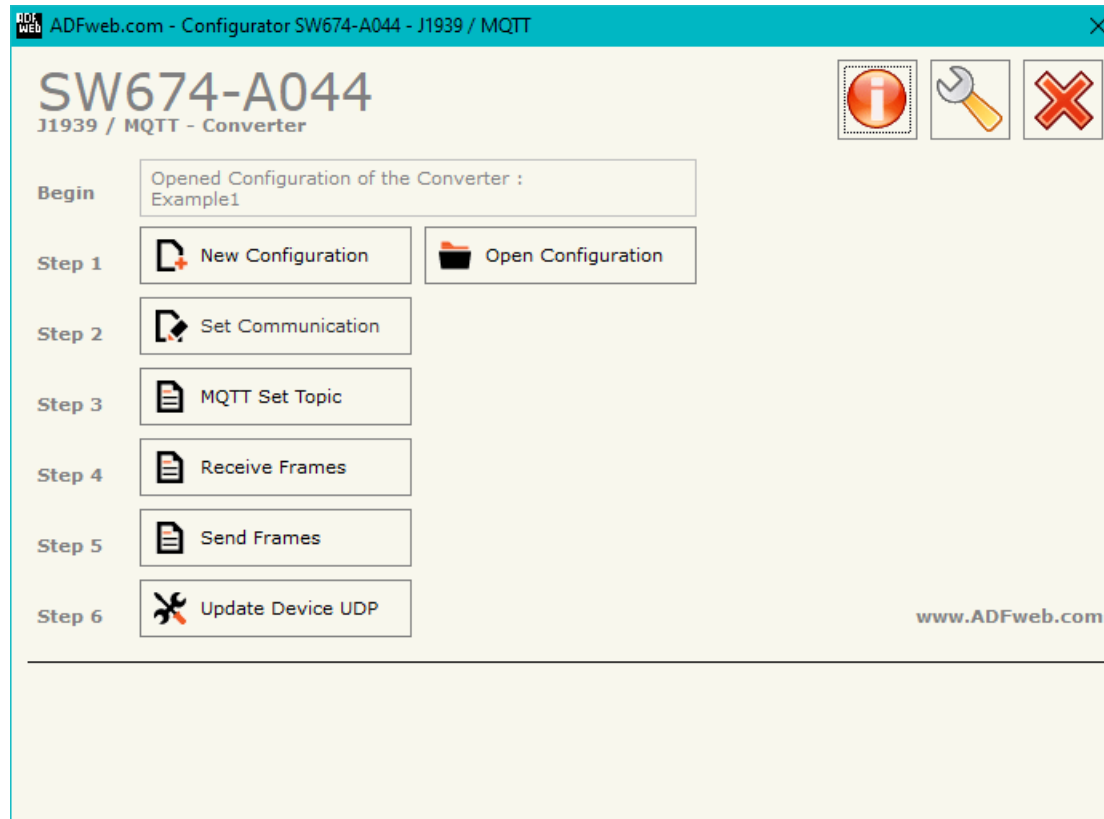 ADF
web
ADFweb.com - Configurator SW674-A044 - J1939 / MQTT
SW674-A044
J1939 / MQTT - Converter
Begin
Opened Configuration of the Converter :
Example1
Step 1
New Configuration
Open Configuration
Step 2
Set Communication
Step 3
MQTT Set Topic
Step 4
Receive Frames
Step 5
Send Frames
Step 6
Update Device UDP
www.ADFweb.com